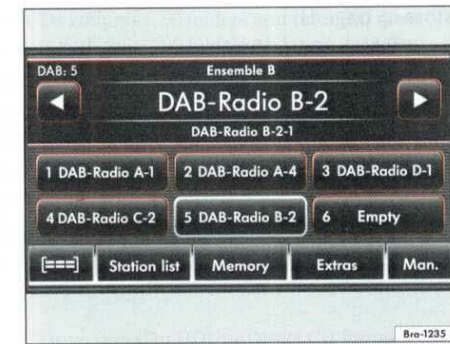 DAB: 5 Ensemble B
DAB-Radio B-2
DAB-Radio B-2-1
1 DAB-Radio A-1 2 DAB-Radio A-4 3 DAB-Radio D-1
4 DAB-Radio C-2 5 DAB-Radio B-2 6 Empty
[===] Station list Memory Extras Man.
Bra-1235